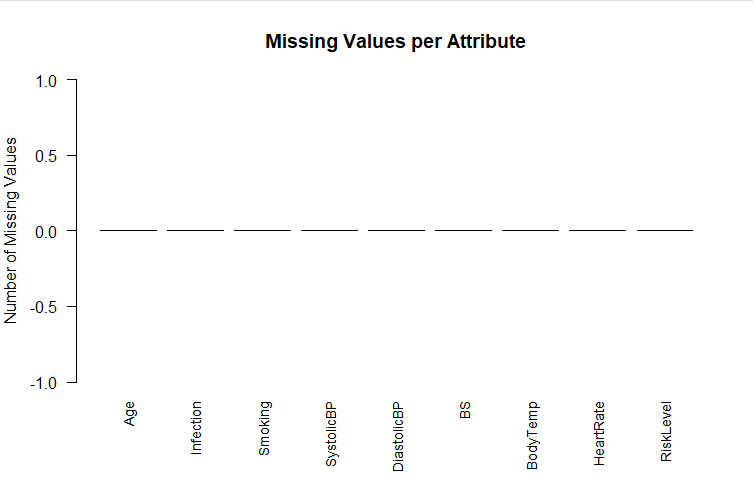 Missing Values per Attribute
Number of Missing Values
1.0
0.5
0.0
-0.5
-1.0
Age
Infection
Smoking
SystolicBP
DiastolicBP
BS
BodyTemp
HeartRate
RiskLevel